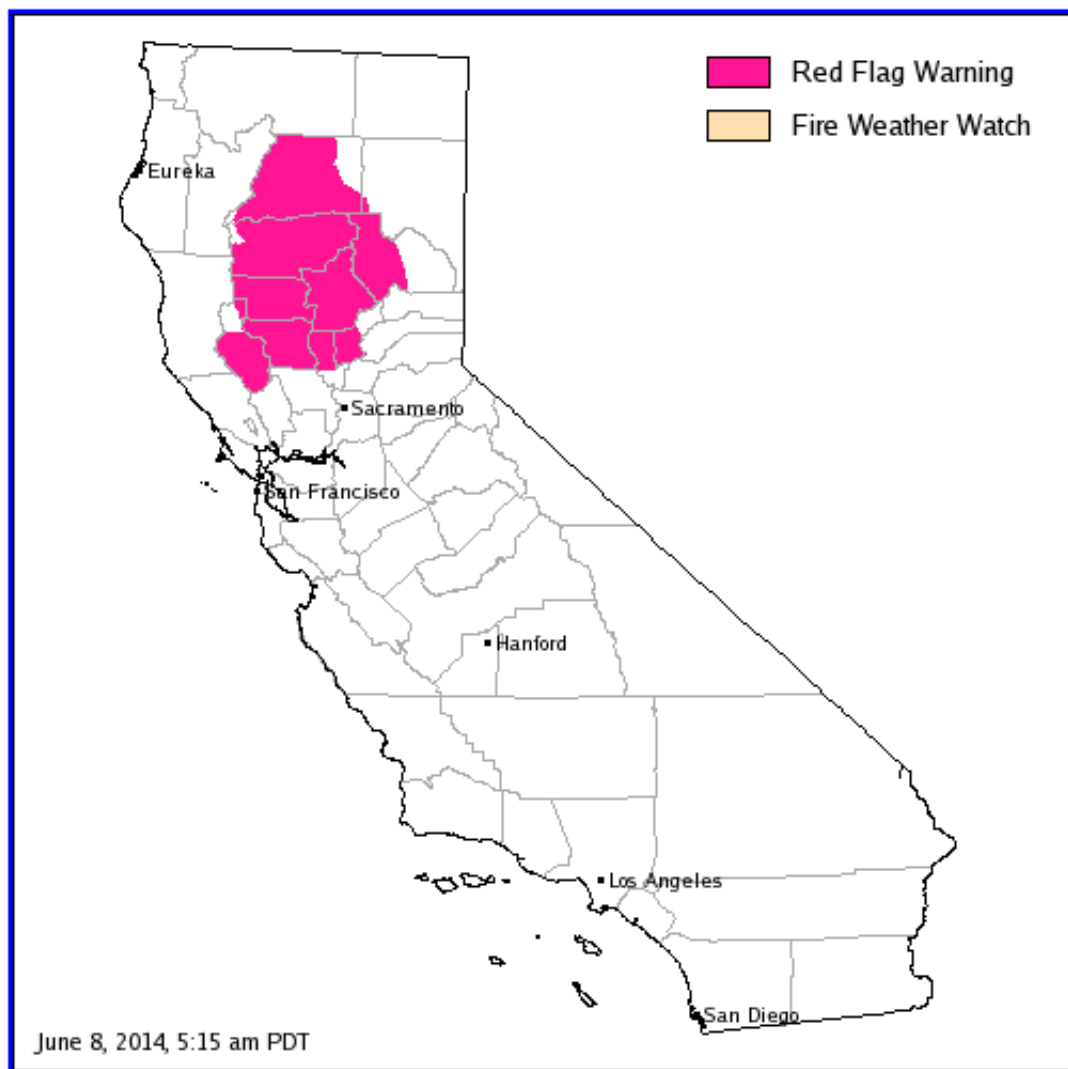 Red Flag Warning
Fire Weather Watch
Eureka
Sacramento
San Francisco
Hanford
Los Angeles
San Diego
June 8, 2014, 5:15 am PDT